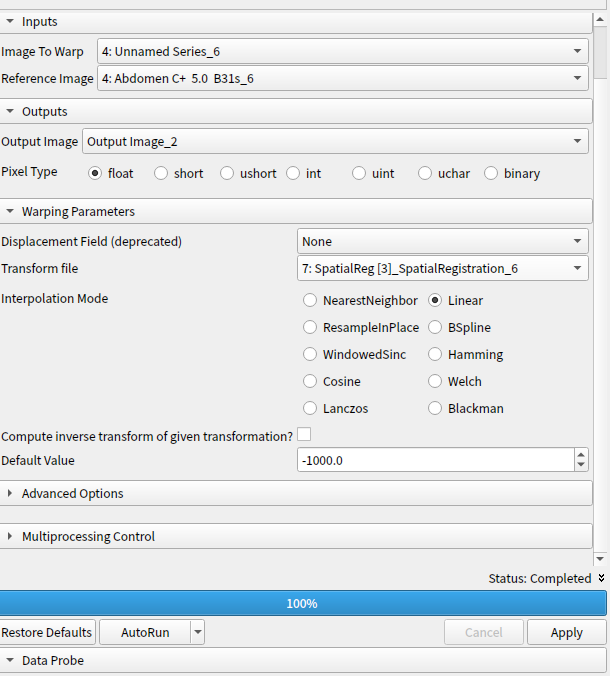 Inputs
Image To Warp 4: Unnamed Series_6
Reference Image 4: Abdomen C+ 5.0 B31s_6
Outputs
Output Image Output Image_2
Pixel Type float short ushort int uint uchar binary
Warping Parameters
Displacement Field (deprecated) None
Transform file 7: SpatialReg [3]_SpatialRegistration_6
Interpolation Mode NearestNeighbor Linear
ResampleInPlace BSpline
WindowedSinc Hamming
Cosine Welch
Lanczos Blackman
Compute inverse transform of given transformation?
Default Value -1000.0
Advanced Options
Multiprocessing Control
Status: Completed
100%
Restore Defaults AutoRun Cancel Apply
Data Probe